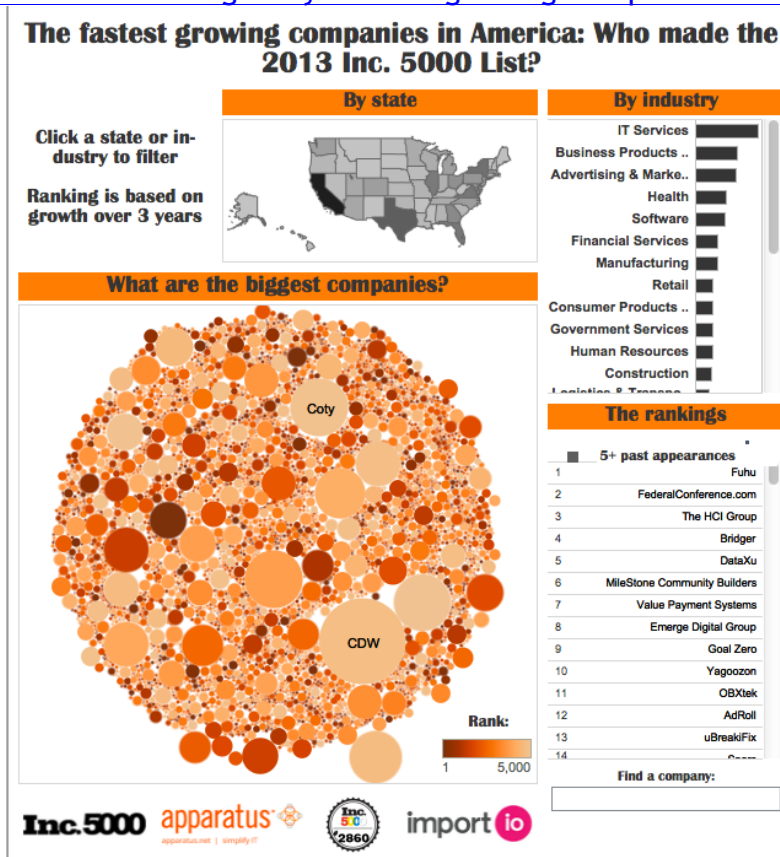 The fastest growing companies in America: Who made the
2013 Inc. 5000 List?
Click a state or in-
dustry to filter
Ranking is based on
growth over 3 years
By state
By industry
IT Services
Business Products ..
Advertising & Marke..
Health
Software
Financial Services
Manufacturing
Retail
Consumer Products ..
Government Services
Human Resources
Construction
What are the biggest companies?
Coty
CDW
Rank:
1 5,000
The rankings
5+ past appearances
1 Fuhu
2 FederalConference.com
3 The HCI Group
4 Bridger
5 DataXu
6 MileStone Community Builders
7 Value Payment Systems
8 Emerge Digital Group
9 Goal Zero
10 Yagoozon
11 OBXtek
12 AdRoll
13 uBreakiFix
14
Find a company:
Inc.5000
apparatus
apparatus.net | simplify IT
Inc.
5000
2860
import io